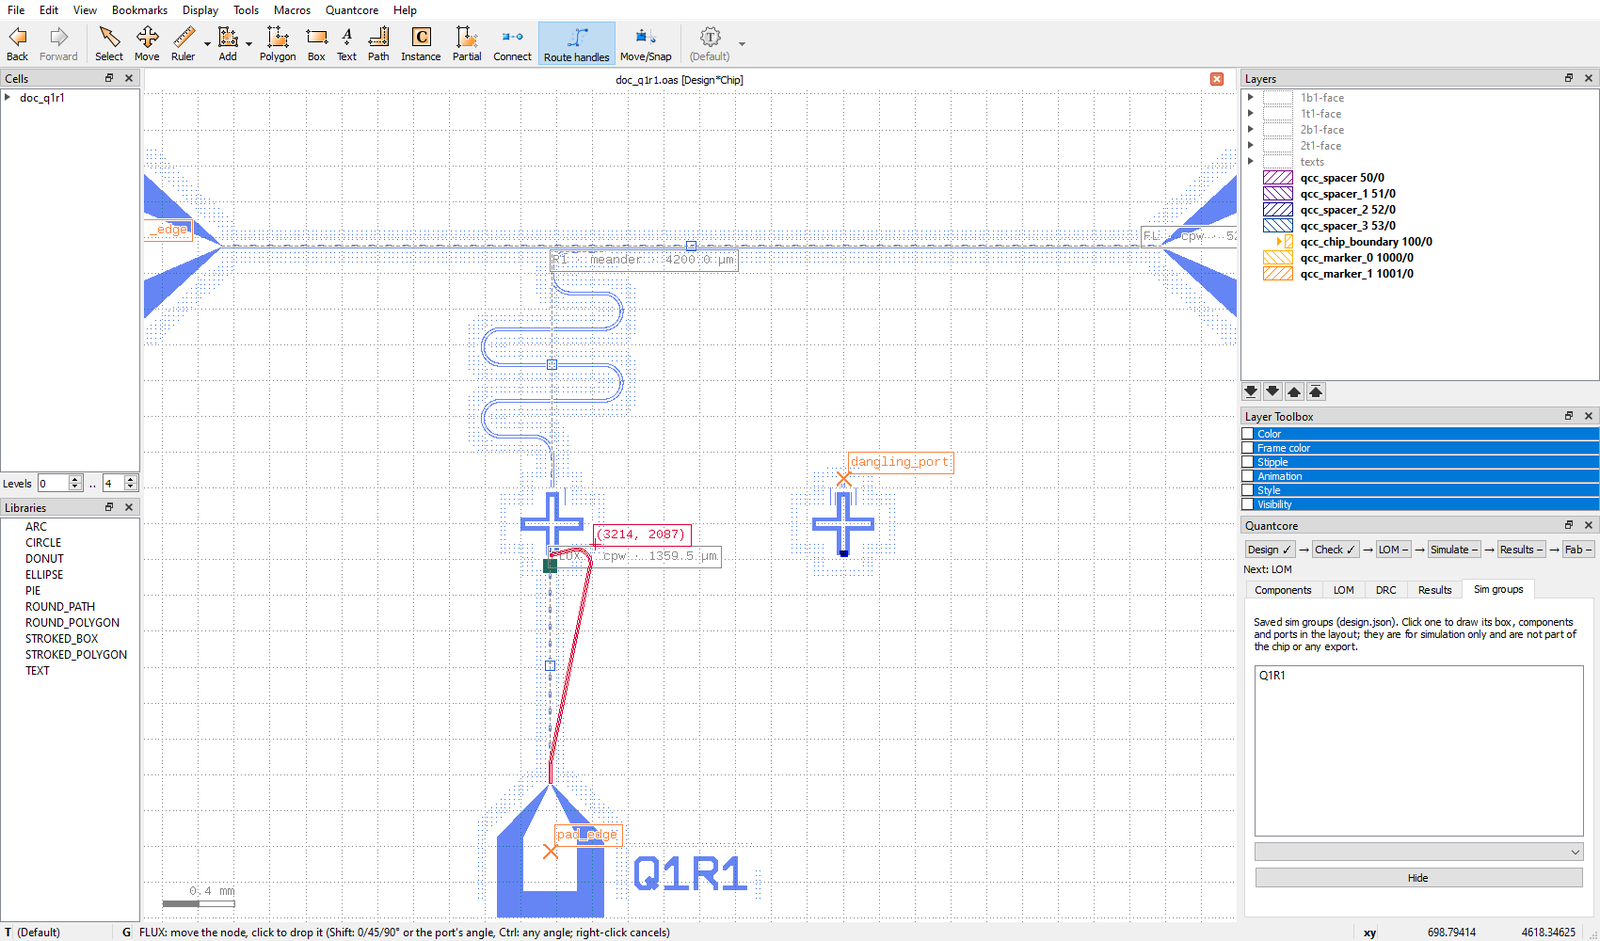 File Edit View Bookmarks Display Tools Macros Quantcore Help
Back Forward Select Move Ruler Add Polygon Box Text Path Instance Partial Connect Route handles Move/Snap (Default)
Cells
doc_q1r1
Levels 0 .. 4
Libraries
ARC
CIRCLE
DONUT
ELLIPSE
PIE
ROUND_PATH
ROUND_POLYGON
STROKED_BOX
STROKED_POLYGON
TEXT
doc_q1r1.oas [Design*Chip]
_edge
FL · cpw · 52
R1 · meander · 4200.0 µm
dangling_port
(3214, 2087)
LUX · cpw · 1359.5 µm
pad_edge
Q1R1
0.4 mm
Layers
1b1-face
1t1-face
2b1-face
2t1-face
texts
qcc_spacer 50/0
qcc_spacer_1 51/0
qcc_spacer_2 52/0
qcc_spacer_3 53/0
qcc_chip_boundary 100/0
qcc_marker_0 1000/0
qcc_marker_1 1001/0
Layer Toolbox
Color
Frame color
Stipple
Animation
Style
Visibility
Quantcore
Design ✓ → Check ✓ → LOM – → Simulate – → Results – → Fab –
Next: LOM
Components LOM DRC Results Sim groups
Saved sim groups (design.json). Click one to draw its box, components
and ports in the layout; they are for simulation only and are not part of
the chip or any export.
Q1R1
Hide
T (Default) G FLUX: move the node, click to drop it (Shift: 0/45/90° or the port's angle, Ctrl: any angle; right-click cancels) xy 698.79414 4618.34625